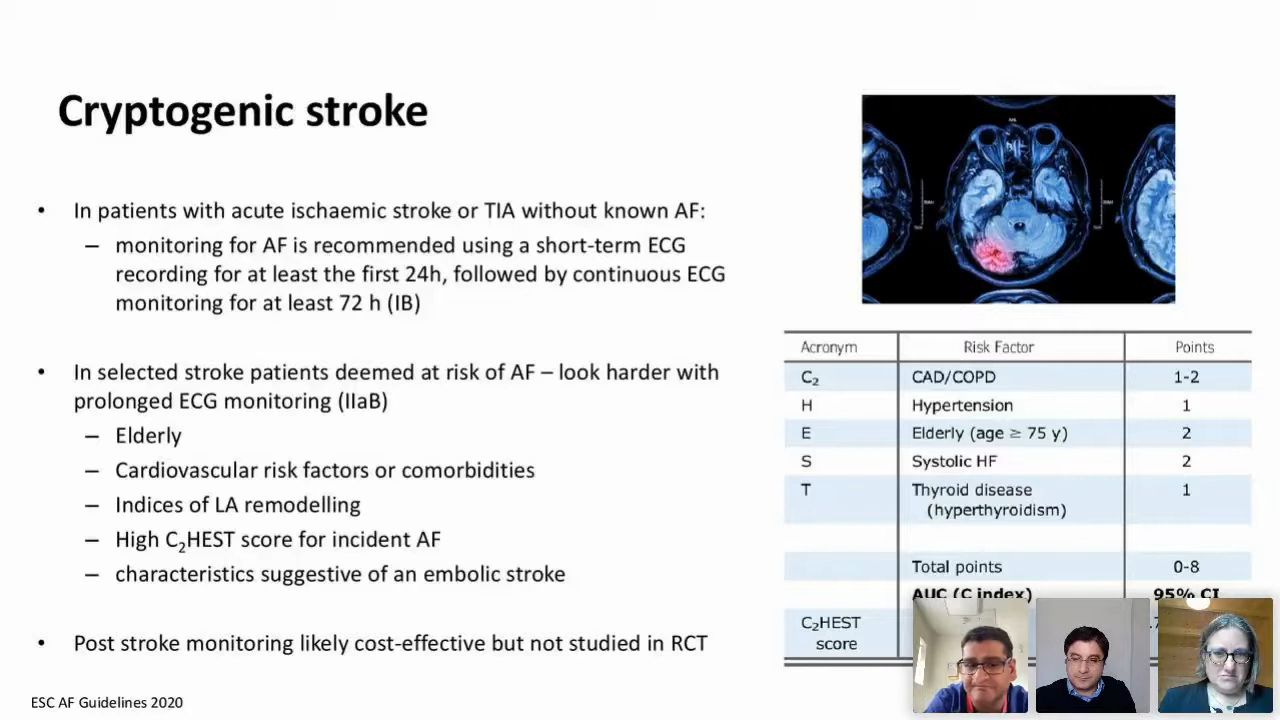 Cryptogenic stroke
• In patients with acute ischaemic stroke or TIA without known AF:
– monitoring for AF is recommended using a short-term ECG
recording for at least the first 24h, followed by continuous ECG
monitoring for at least 72 h (IB)
• In selected stroke patients deemed at risk of AF – look harder with
prolonged ECG monitoring (IIaB)
– Elderly
– Cardiovascular risk factors or comorbidities
– Indices of LA remodelling
– High C₂HEST score for incident AF
– characteristics suggestive of an embolic stroke
• Post stroke monitoring likely cost-effective but not studied in RCT
ESC AF Guidelines 2020
Acronym Risk Factor Points
C₂ CAD/COPD 1-2
H Hypertension 1
E Elderly (age ≥ 75 y) 2
S Systolic HF 2
T Thyroid disease 1
(hyperthyroidism)
Total points 0-8
AUC (C index) 95% CI
C₂HEST
score